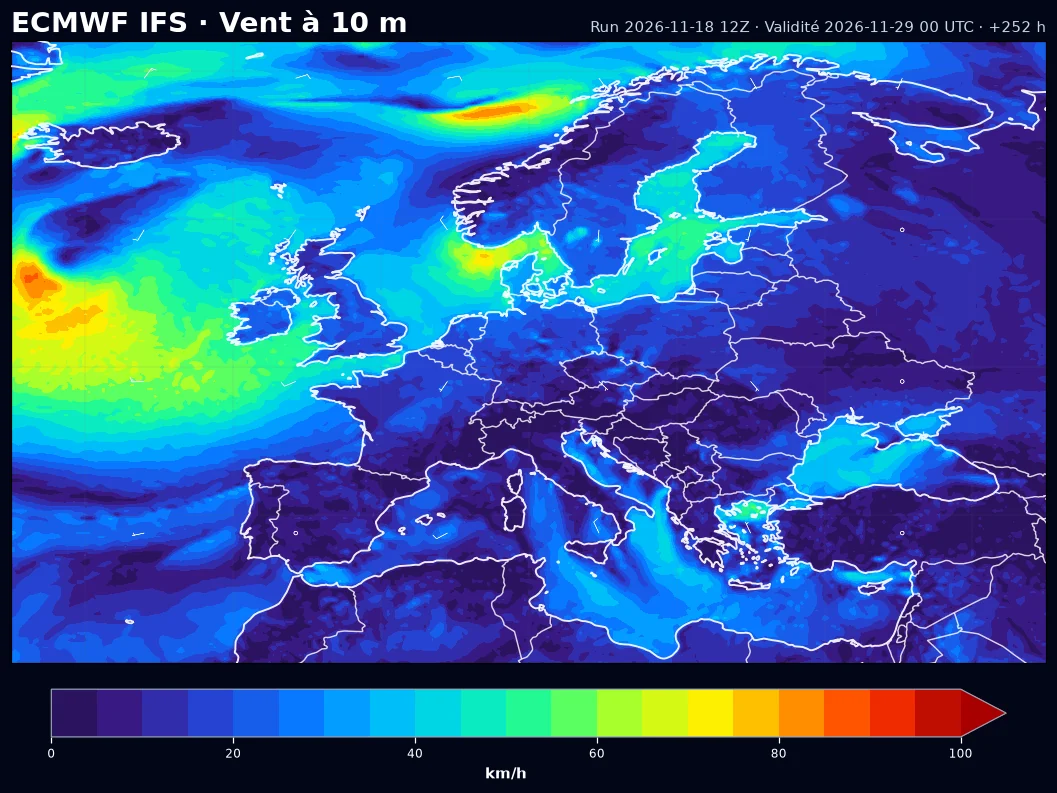 ECMWF IFS · Vent à 10 m
Run 2026-11-18 12Z · Validité 2026-11-29 00 UTC · +252 h
0 20 40 60 80 100
km/h